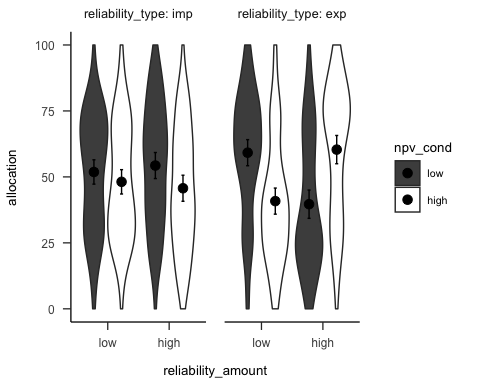 reliability_type: imp
reliability_type: exp
100
75
50
25
0
allocation
low
high
low
high
reliability_amount
npv_cond
low
high